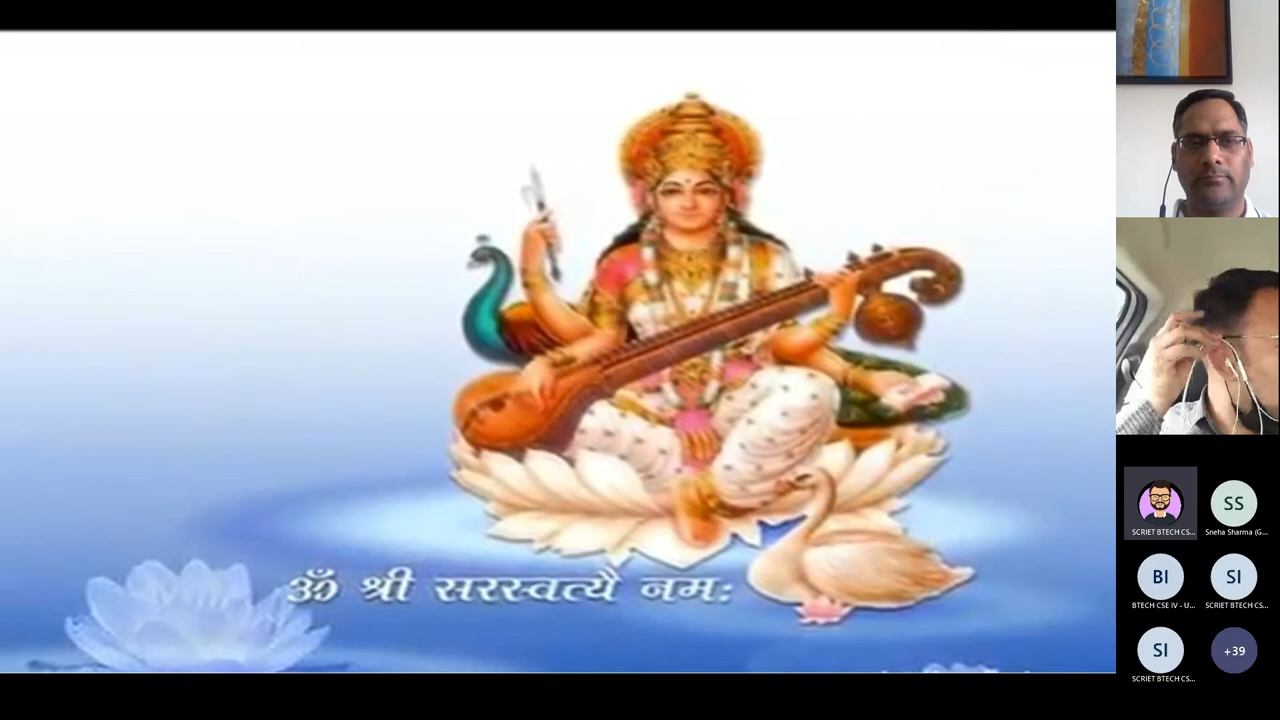 ॐ श्री सरस्वत्यै नमः
SS
SCRIET BTECH CS...
Sneha Sharma (G...
BI
SI
BTECH CSE IV - U...
SCRIET BTECH CS...
SI
+39
SCRIET BTECH CS...